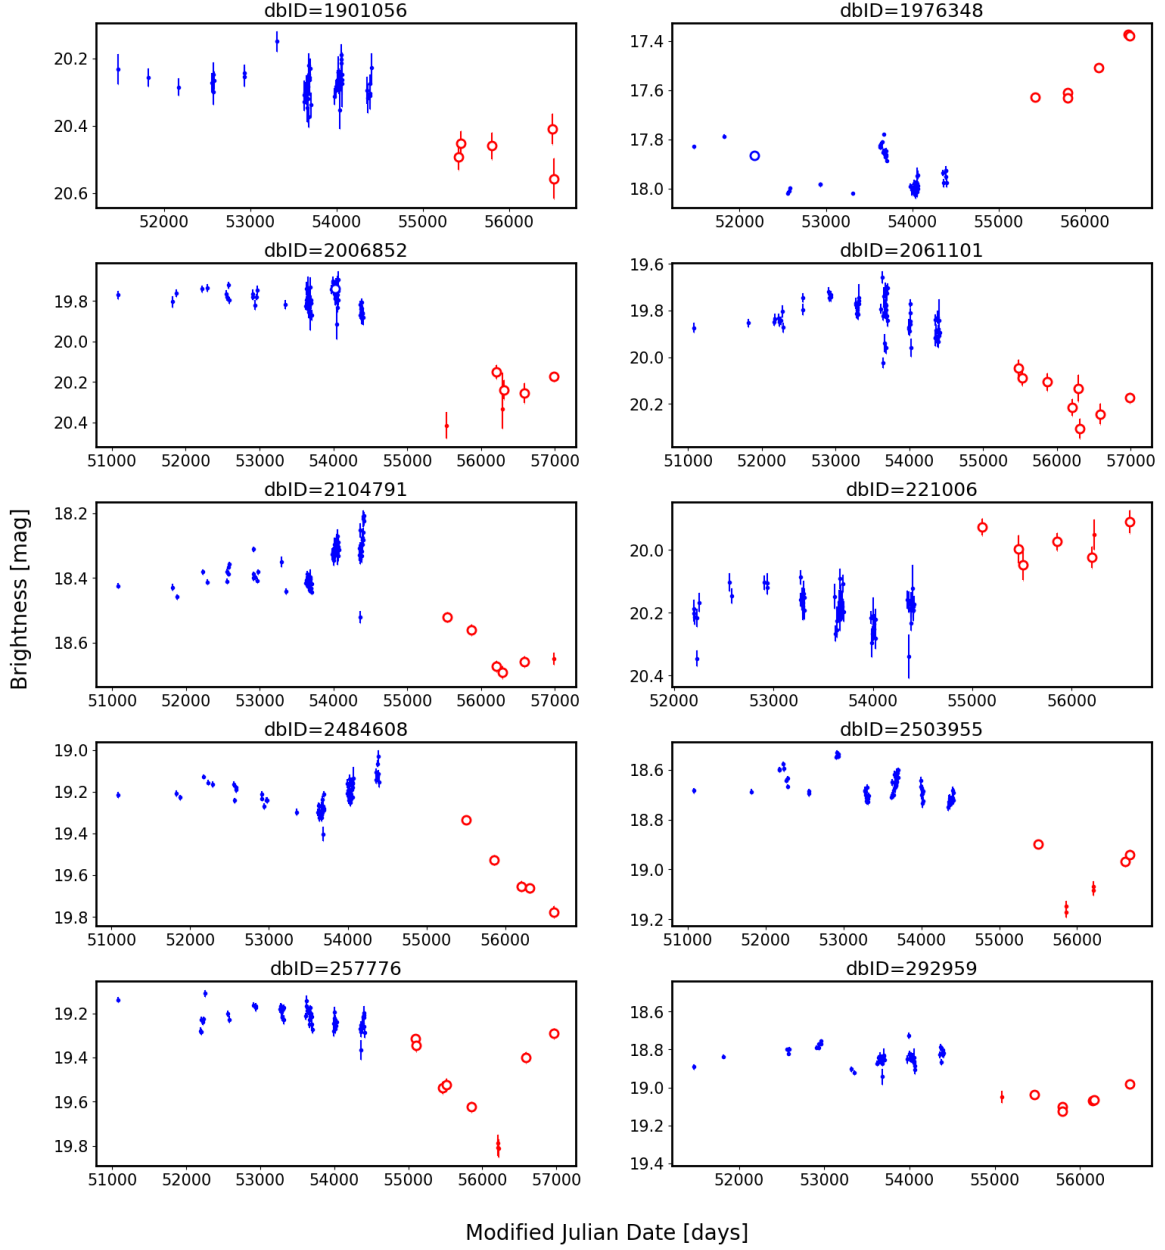 dbID=1901056
20.2
20.4
20.6
52000 53000 54000 55000 56000
dbID=1976348
17.4
17.6
17.8
18.0
52000 53000 54000 55000 56000
dbID=2006852
19.8
20.0
20.2
20.4
51000 52000 53000 54000 55000 56000 57000
dbID=2061101
19.6
19.8
20.0
20.2
51000 52000 53000 54000 55000 56000 57000
dbID=2104791
18.2
18.4
18.6
51000 52000 53000 54000 55000 56000 57000
dbID=221006
20.0
20.2
20.4
52000 53000 54000 55000 56000
dbID=2484608
19.0
19.2
19.4
19.6
19.8
51000 52000 53000 54000 55000 56000
dbID=2503955
18.6
18.8
19.0
19.2
51000 52000 53000 54000 55000 56000
dbID=257776
19.2
19.4
19.6
19.8
51000 52000 53000 54000 55000 56000 57000
dbID=292959
18.6
18.8
19.0
19.2
19.4
52000 53000 54000 55000 56000
Brightness [mag]
Modified Julian Date [days]